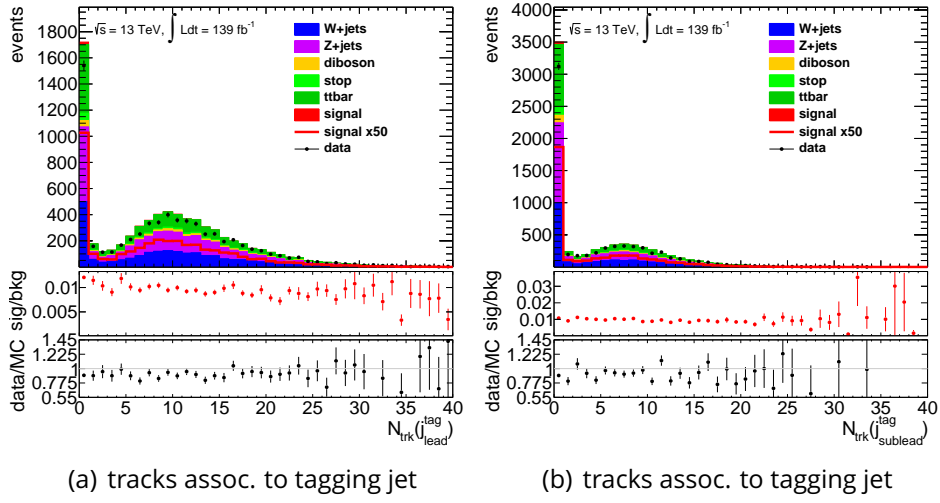 events
√s = 13 TeV, ∫ Ldt = 139 fb⁻¹
W+jets
Z+jets
diboson
stop
ttbar
signal
signal x50
data
1800
1600
1400
1200
1000
800
600
400
200
sig/bkg
0.01
0.005
data/MC
1.45
1.225
1
0.775
0.55
0 5 10 15 20 25 30 35 40
N_trk(j_lead^tag)
(a) tracks assoc. to tagging jet
events
√s = 13 TeV, ∫ Ldt = 139 fb⁻¹
W+jets
Z+jets
diboson
stop
ttbar
signal
signal x50
data
4000
3500
3000
2500
2000
1500
1000
500
sig/bkg
0.03
0.02
0.01
data/MC
1.45
1.225
1
0.775
0.55
0 5 10 15 20 25 30 35 40
N_trk(j_sublead^tag)
(b) tracks assoc. to tagging jet